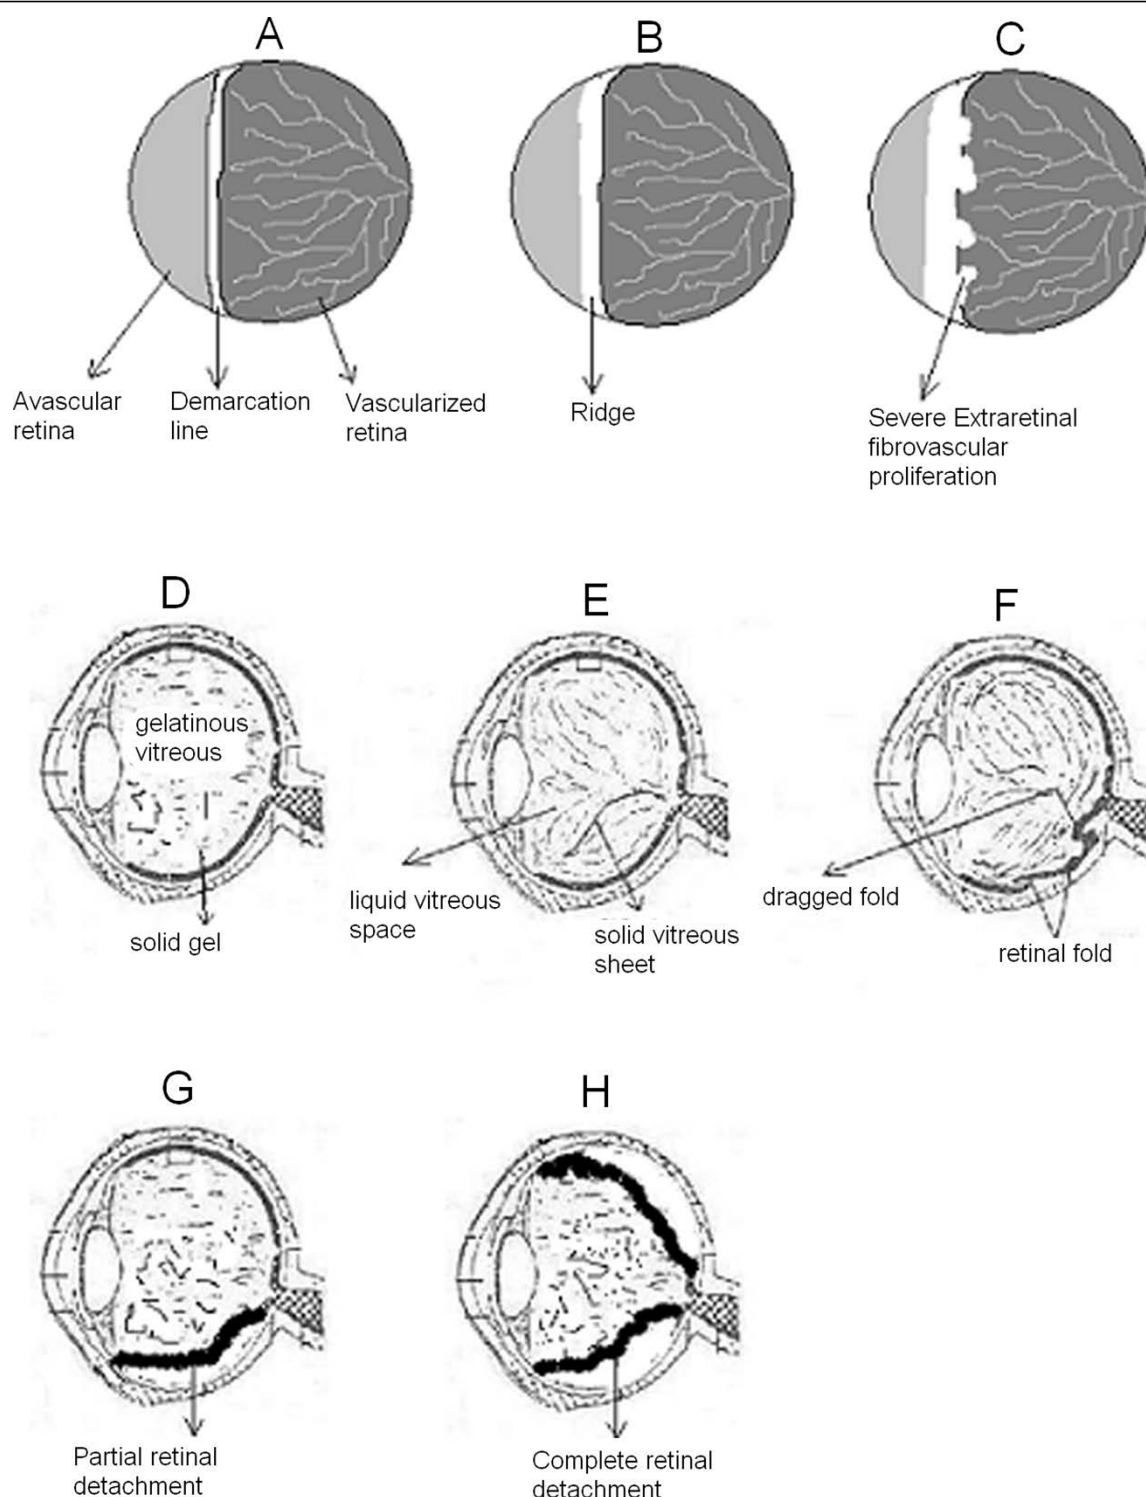 A
B
C
Avascular
retina
Demarcation
line
Vascularized
retina
Ridge
Severe Extraretinal
fibrovascular
proliferation
D
E
F
gelatinous
vitreous
solid gel
liquid vitreous
space
solid vitreous
sheet
dragged fold
retinal fold
G
H
Partial retinal
detachment
Complete retinal
detachment